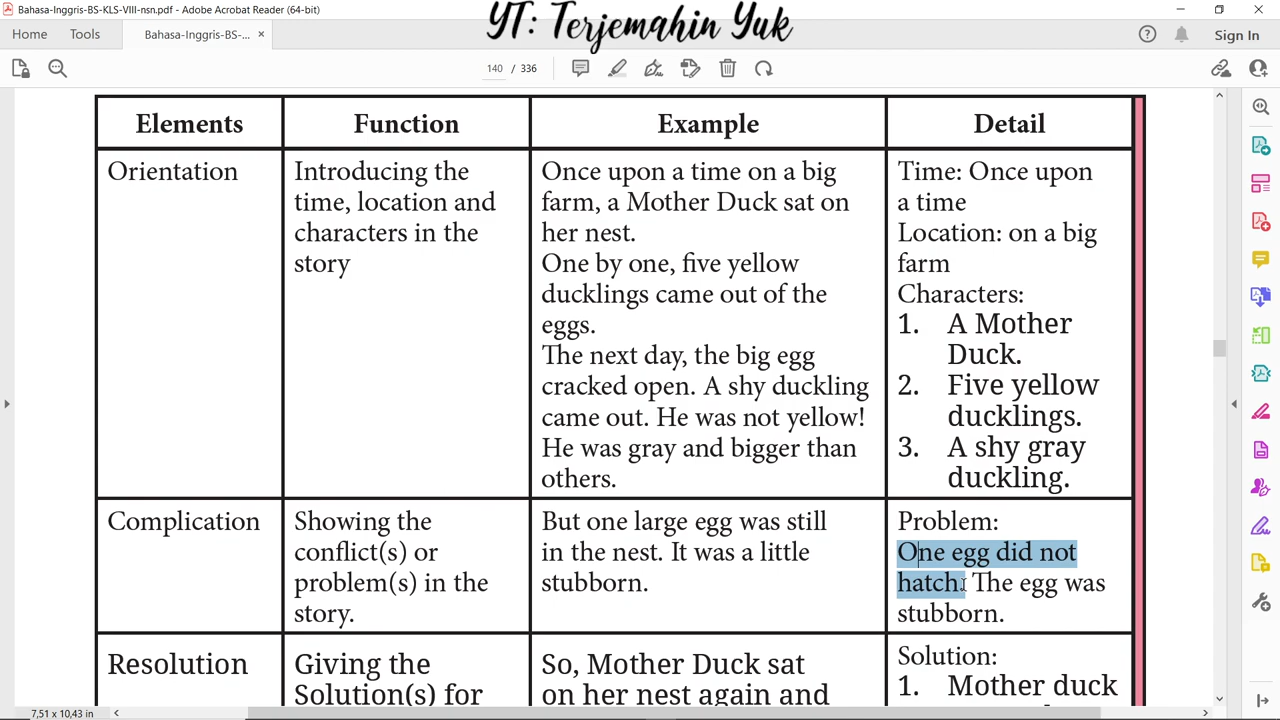 Bahasa-Inggris-BS-KLS-VIII-nsn.pdf - Adobe Acrobat Reader (64-bit)
YT: Terjemahin Yuk
Home
Tools
Bahasa-Inggris-BS-...
Sign In
140 / 336
Elements
Function
Example
Detail
Orientation
Introducing the
time, location and
characters in the
story
Once upon a time on a big
farm, a Mother Duck sat on
her nest.
One by one, five yellow
ducklings came out of the
eggs.
The next day, the big egg
cracked open. A shy duckling
came out. He was not yellow!
He was gray and bigger than
others.
Time: Once upon
a time
Location: on a big
farm
Characters:
1. A Mother
Duck.
2. Five yellow
ducklings.
3. A shy gray
duckling.
Complication
Showing the
conflict(s) or
problem(s) in the
story.
But one large egg was still
in the nest. It was a little
stubborn.
Problem:
One egg did not
hatch. The egg was
stubborn.
Resolution
Giving the
Solution(s) for
So, Mother Duck sat
on her nest again and
Solution:
1. Mother duck
7,51 x 10,43 in